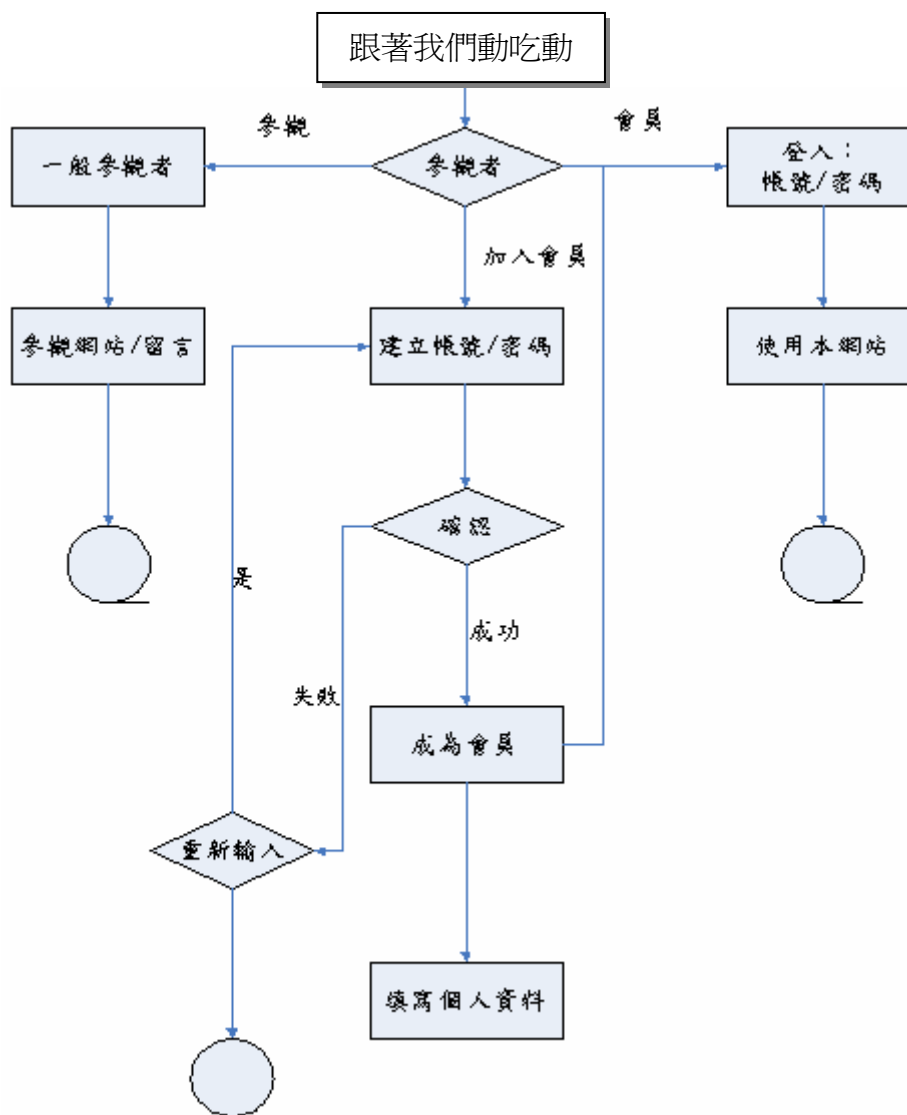 跟著我們動吃動
參觀
會員
一般參觀者
參觀者
登入：
帳號/密碼
加入會員
參觀網站/留言
建立帳號/密碼
使用本網站
確認
是
成功
失敗
成為會員
重新輸入
填寫個人資料